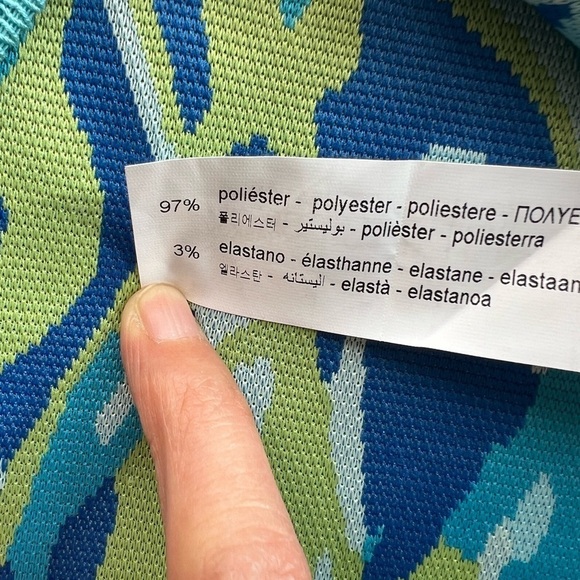 97% poliéster - polyester - poliestere - ΠΟΛΥΕ
폴리에스터 - بوليستير - polièster - poliesterra
3% elastano - élasthanne - elastane - elastaan
엘라스탄 - اليستانه - elastà - elastanoa